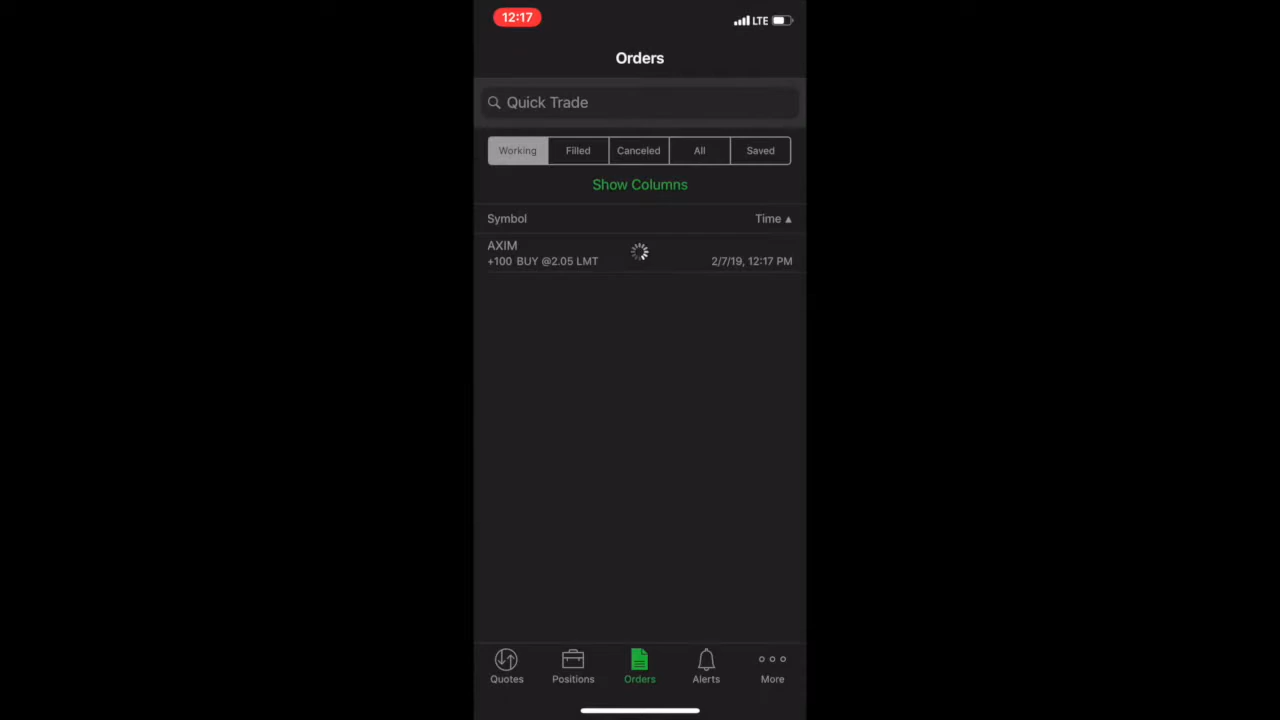 12:17
LTE
Orders
Quick Trade
Working Filled Canceled All Saved
Show Columns
Symbol Time ▲
AXIM
+100 BUY @2.05 LMT 2/7/19, 12:17 PM
Quotes Positions Orders Alerts More